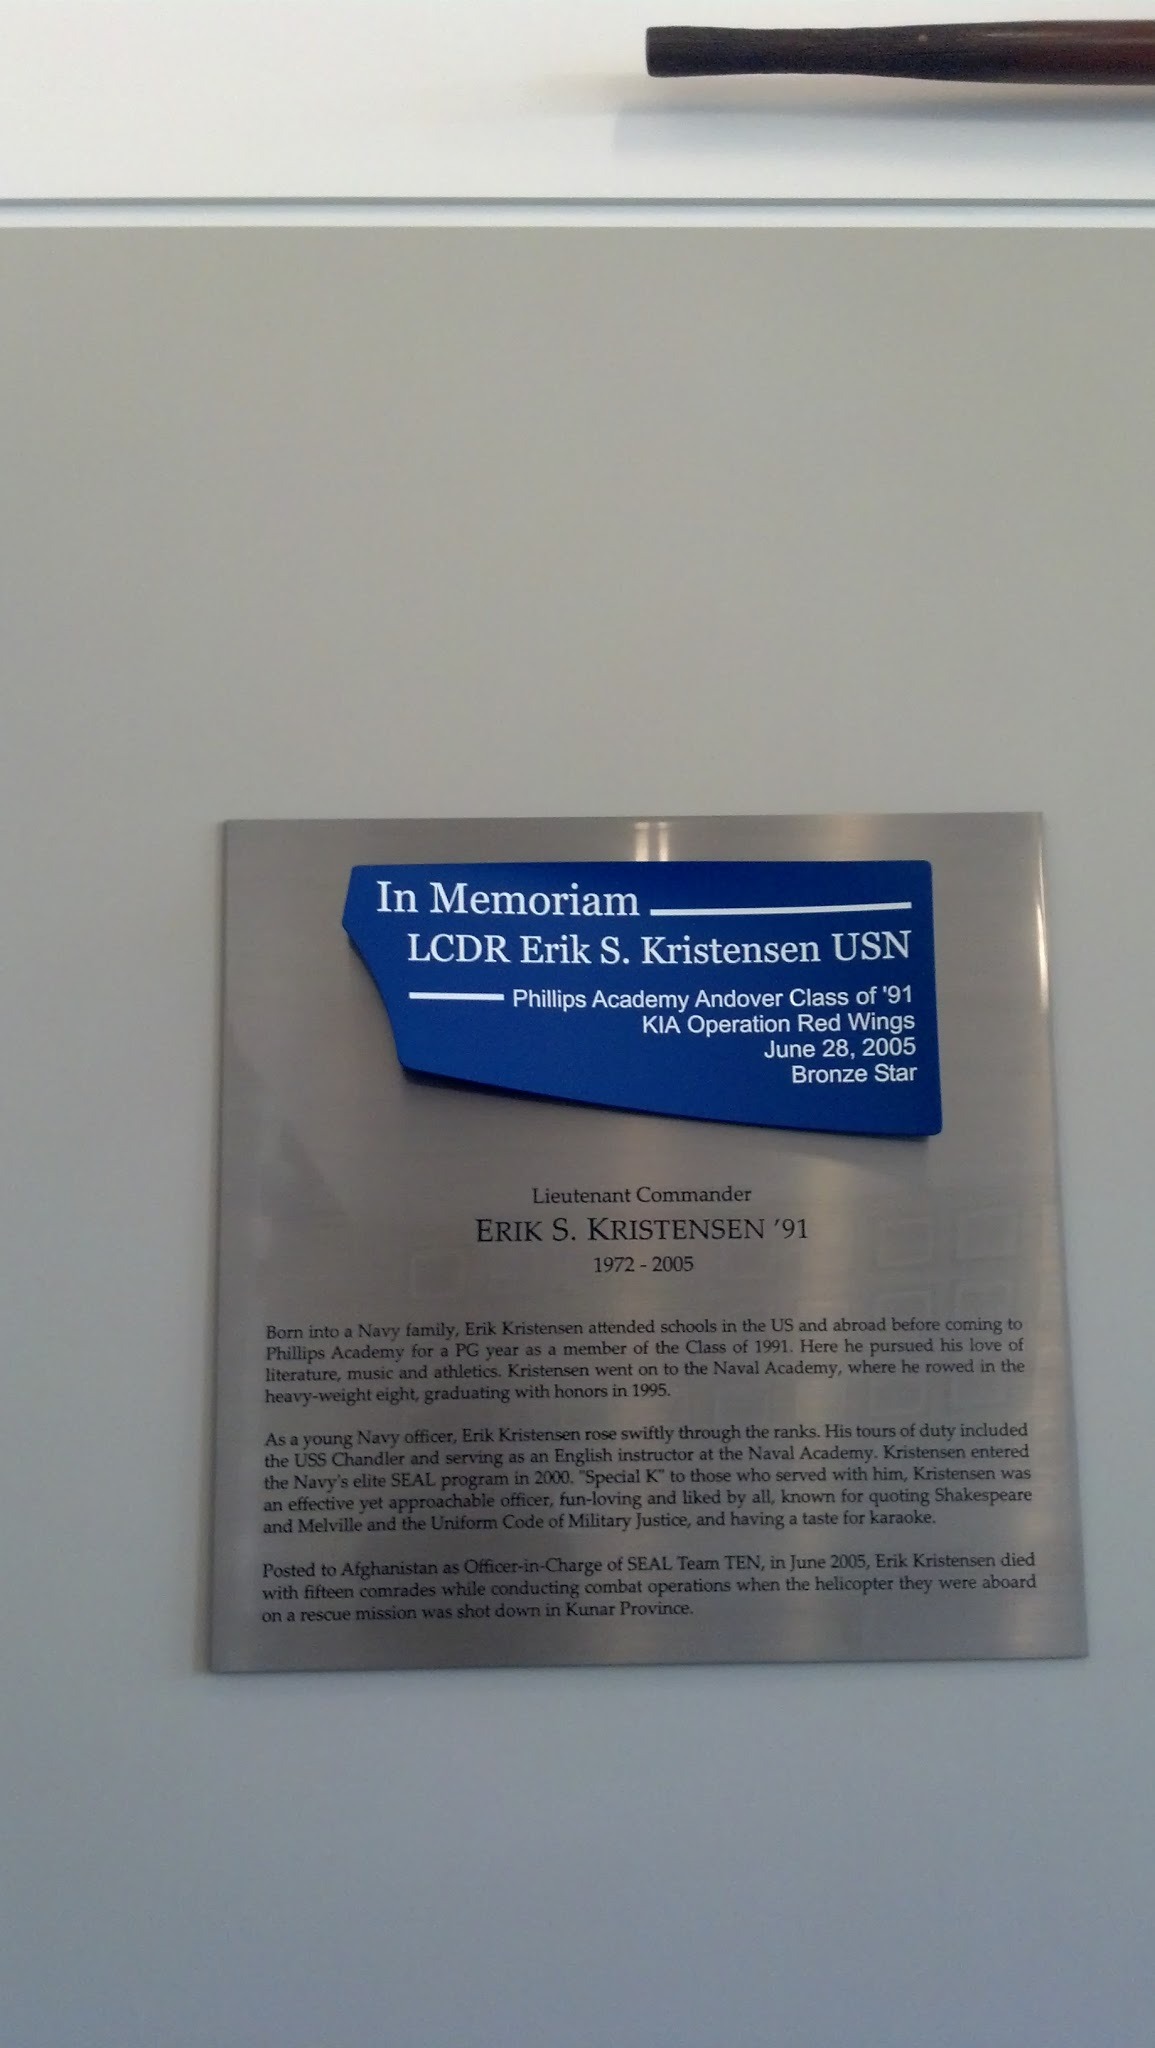 In Memoriam
LCDR Erik S. Kristensen USN
Phillips Academy Andover Class of '91
KIA Operation Red Wings
June 28, 2005
Bronze Star
Lieutenant Commander
ERIK S. KRISTENSEN '91
1972 - 2005
Born into a Navy family, Erik Kristensen attended schools in the US and abroad before coming to
Phillips Academy for a PG year as a member of the Class of 1991. Here he pursued his love of
literature, music and athletics. Kristensen went on to the Naval Academy, where he rowed in the
heavy-weight eight, graduating with honors in 1995.
As a young Navy officer, Erik Kristensen rose swiftly through the ranks. His tours of duty included
the USS Chandler and serving as an English instructor at the Naval Academy. Kristensen entered
the Navy's elite SEAL program in 2000. "Special K" to those who served with him, Kristensen was
an effective yet approachable officer, fun-loving and liked by all, known for quoting Shakespeare
and Melville and the Uniform Code of Military Justice, and having a taste for karaoke.
Posted to Afghanistan as Officer-in-Charge of SEAL Team TEN, in June 2005, Erik Kristensen died
with fifteen comrades while conducting combat operations when the helicopter they were aboard
on a rescue mission was shot down in Kunar Province.